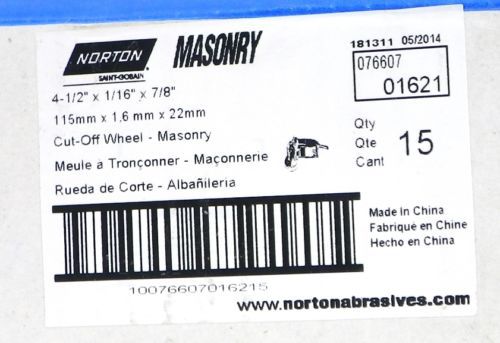 NORTON
SAINT-GOBAIN
MASONRY
181311 05/2014
076607
01621
4-1/2" x 1/16" x 7/8"
115mm x 1,6 mm x 22mm
Cut-Off Wheel - Masonry
Meule à Tronçonner - Maçonnerie
Rueda de Corte - Albañileria
Qty
Qte
Cant
15
Made In China
Fabriqué en Chine
Hecho en China
10076607016215
www.nortonabrasives.com